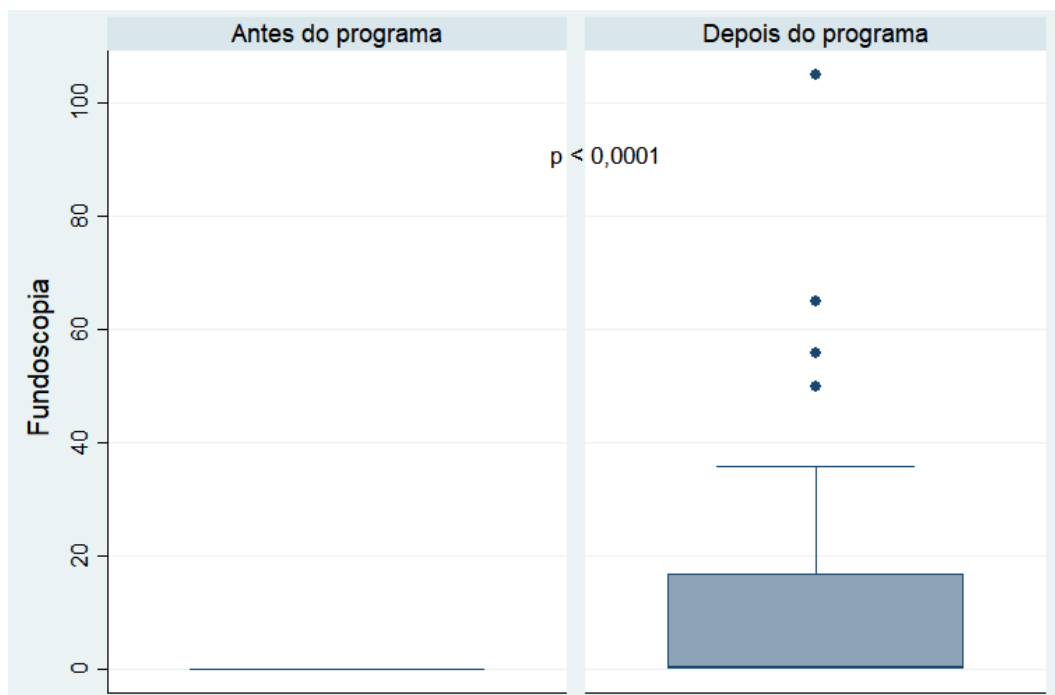 Antes do programa
Depois do programa
p < 0,0001
Fundoscopia
100
80
60
40
20
0